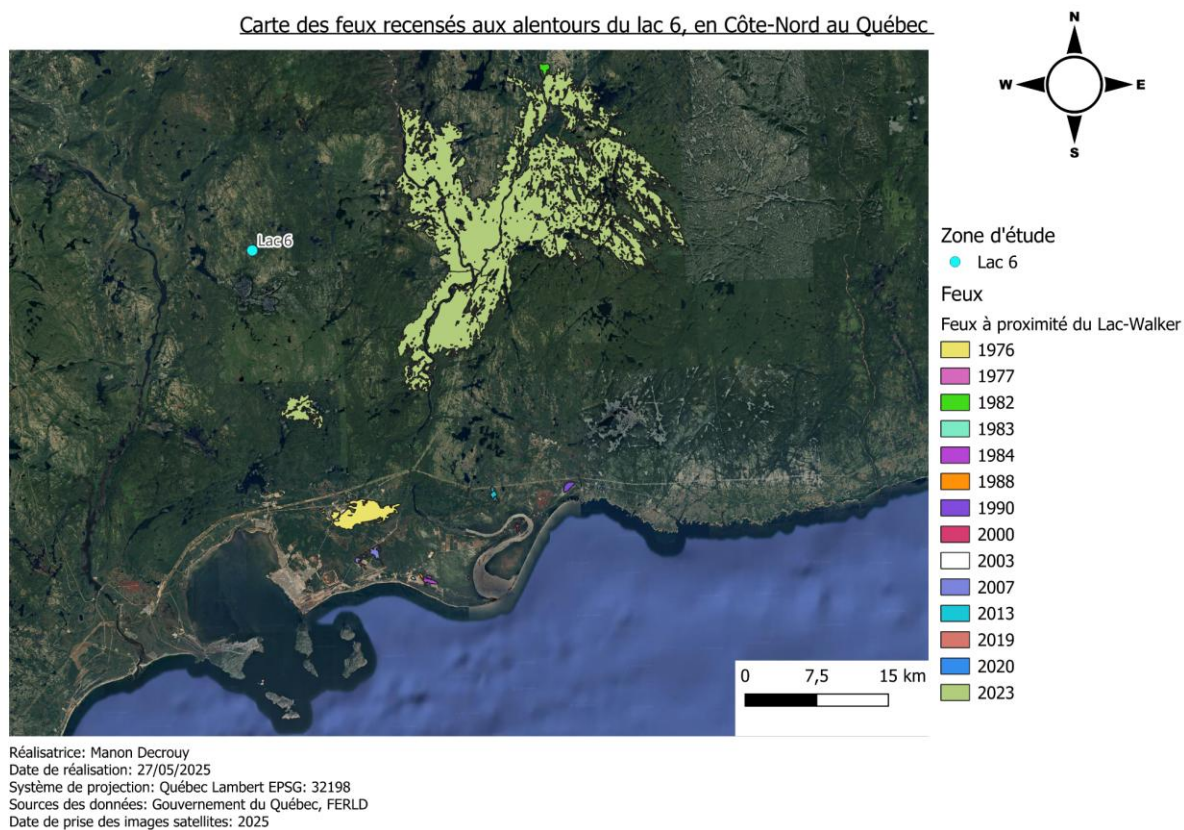 Carte des feux recensés aux alentours du lac 6, en Côte-Nord au Québec
N
W
E
S
Lac 6
Zone d'étude
Lac 6
Feux
Feux à proximité du Lac-Walker
1976
1977
1982
1983
1984
1988
1990
2000
2003
2007
2013
2019
2020
2023
0 7,5 15 km
Réalisatrice: Manon Decrouy
Date de réalisation: 27/05/2025
Système de projection: Québec Lambert EPSG: 32198
Sources des données: Gouvernement du Québec, FERLD
Date de prise des images satellites: 2025